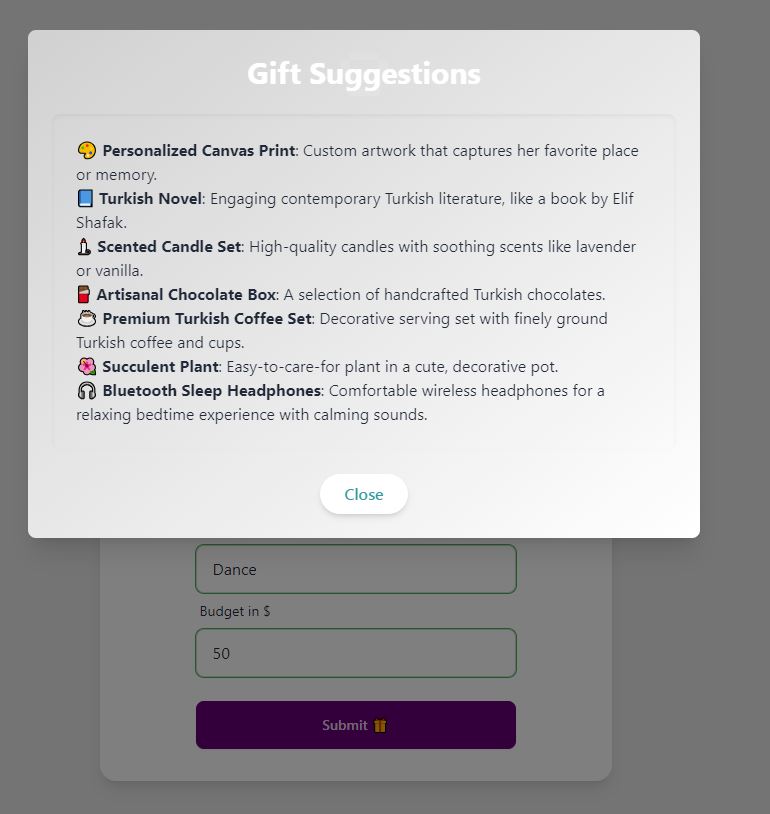 Gift Suggestions
🎨 Personalized Canvas Print: Custom artwork that captures her favorite place
or memory.
📘 Turkish Novel: Engaging contemporary Turkish literature, like a book by Elif
Shafak.
🕯️ Scented Candle Set: High-quality candles with soothing scents like lavender
or vanilla.
🍫 Artisanal Chocolate Box: A selection of handcrafted Turkish chocolates.
☕ Premium Turkish Coffee Set: Decorative serving set with finely ground
Turkish coffee and cups.
🌺 Succulent Plant: Easy-to-care-for plant in a cute, decorative pot.
🎧 Bluetooth Sleep Headphones: Comfortable wireless headphones for a
relaxing bedtime experience with calming sounds.
Close
Dance
Budget in $
50
Submit 🎁